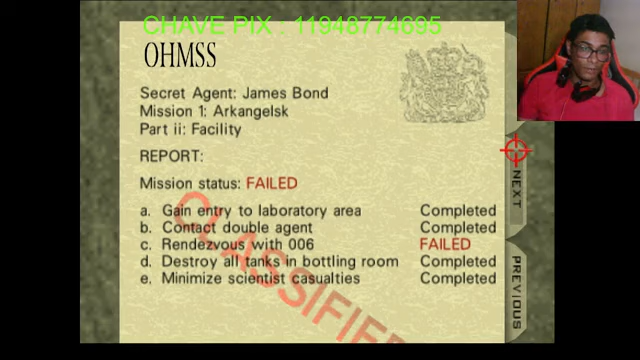 CHAVE PIX : 11948774695
OHMSS
Secret Agent: James Bond
Mission 1: Arkangelsk
Part ii: Facility
REPORT:
Mission status: FAILED
a. Gain entry to laboratory area Completed
b. Contact double agent Completed
c. Rendezvous with 006 FAILED
d. Destroy all tanks in bottling room Completed
e. Minimize scientist casualties Completed
CLASSIFIED
NEXT
PREVIOUS